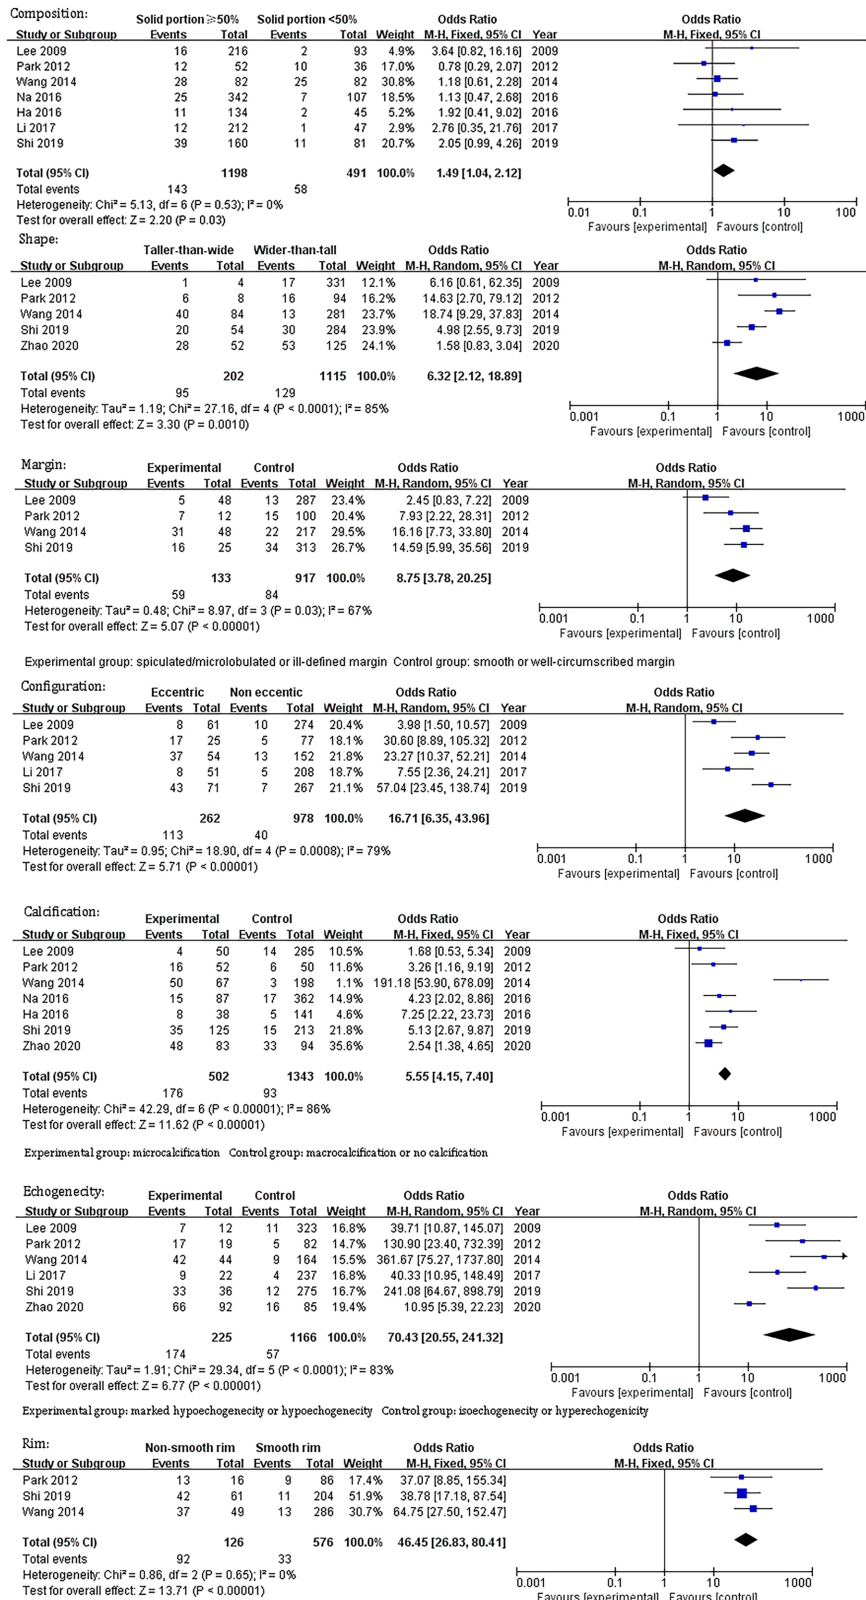 Composition:
Solid portion ≥50% Solid portion <50% Odds Ratio Odds Ratio
Study or Subgroup Events Total Events Total Weight M-H, Fixed, 95% CI Year M-H, Fixed, 95% CI
Lee 2009 16 216 2 93 4.9% 3.64 [0.82, 16.16] 2009
Park 2012 12 52 10 36 17.0% 0.78 [0.29, 2.07] 2012
Wang 2014 28 82 25 82 30.8% 1.18 [0.61, 2.28] 2014
Na 2016 25 342 7 107 18.5% 1.13 [0.47, 2.68] 2016
Ha 2016 11 134 2 45 5.2% 1.92 [0.41, 9.02] 2016
Li 2017 12 212 1 47 2.9% 2.76 [0.35, 21.76] 2017
Shi 2019 39 160 11 81 20.7% 2.05 [0.99, 4.26] 2019
Total (95% CI) 1198 491 100.0% 1.49 [1.04, 2.12]
Total events 143 58
Heterogeneity: Chi² = 5.13, df = 6 (P = 0.53); I² = 0%
Test for overall effect: Z = 2.20 (P = 0.03)
0.01 0.1 1 10 100
Favours [experimental] Favours [control]
Shape:
Taller-than-wide Wider-than-tall Odds Ratio Odds Ratio
Study or Subgroup Events Total Events Total Weight M-H, Random, 95% CI Year M-H, Random, 95% CI
Lee 2009 1 4 17 331 12.1% 6.16 [0.61, 62.35] 2009
Park 2012 6 8 16 94 16.2% 14.63 [2.70, 79.12] 2012
Wang 2014 40 84 13 281 23.7% 18.74 [9.29, 37.83] 2014
Shi 2019 20 54 30 284 23.9% 4.98 [2.55, 9.73] 2019
Zhao 2020 28 52 53 125 24.1% 1.58 [0.83, 3.04] 2020
Total (95% CI) 202 1115 100.0% 6.32 [2.12, 18.89]
Total events 95 129
Heterogeneity: Tau² = 1.19; Chi² = 27.16, df = 4 (P < 0.0001); I² = 85%
Test for overall effect: Z = 3.30 (P = 0.0010)
0.001 0.1 1 10 1000
Favours [experimental] Favours [control]
Margin:
Experimental Control Odds Ratio Odds Ratio
Study or Subgroup Events Total Events Total Weight M-H, Random, 95% CI Year M-H, Random, 95% CI
Lee 2009 5 48 13 287 23.4% 2.45 [0.83, 7.22] 2009
Park 2012 7 12 15 100 20.4% 7.93 [2.22, 28.31] 2012
Wang 2014 31 48 22 217 29.5% 16.16 [7.73, 33.80] 2014
Shi 2019 16 25 34 313 26.7% 14.59 [5.99, 35.56] 2019
Total (95% CI) 133 917 100.0% 8.75 [3.78, 20.25]
Total events 59 84
Heterogeneity: Tau² = 0.48; Chi² = 8.97, df = 3 (P = 0.03); I² = 67%
Test for overall effect: Z = 5.07 (P < 0.00001)
0.001 0.1 1 10 1000
Favours [experimental] Favours [control]
Experimental group: spiculated/microlobulated or ill-defined margin Control group: smooth or well-circumscribed margin
Configuration:
Eccentric Non eccentic Odds Ratio Odds Ratio
Study or Subgroup Events Total Events Total Weight M-H, Random, 95% CI Year M-H, Random, 95% CI
Lee 2009 8 61 10 274 20.4% 3.98 [1.50, 10.57] 2009
Park 2012 17 25 5 77 18.1% 30.60 [8.89, 105.32] 2012
Wang 2014 37 54 13 152 21.8% 23.27 [10.37, 52.21] 2014
Li 2017 8 51 5 208 18.7% 7.55 [2.36, 24.21] 2017
Shi 2019 43 71 7 267 21.1% 57.04 [23.45, 138.74] 2019
Total (95% CI) 262 978 100.0% 16.71 [6.35, 43.96]
Total events 113 40
Heterogeneity: Tau² = 0.95; Chi² = 18.90, df = 4 (P = 0.0008); I² = 79%
Test for overall effect: Z = 5.71 (P < 0.00001)
0.001 0.1 1 10 1000
Favours [experimental] Favours [control]
Calcification:
Experimental Control Odds Ratio Odds Ratio
Study or Subgroup Events Total Events Total Weight M-H, Fixed, 95% CI Year M-H, Fixed, 95% CI
Lee 2009 4 50 14 285 10.5% 1.68 [0.53, 5.34] 2009
Park 2012 16 52 6 50 11.6% 3.26 [1.16, 9.19] 2012
Wang 2014 50 67 3 198 1.1% 191.18 [53.90, 678.09] 2014
Na 2016 15 87 17 362 14.9% 4.23 [2.02, 8.86] 2016
Ha 2016 8 38 5 141 4.6% 7.25 [2.22, 23.73] 2016
Shi 2019 35 125 15 213 21.8% 5.13 [2.67, 9.87] 2019
Zhao 2020 48 83 33 94 35.6% 2.54 [1.38, 4.65] 2020
Total (95% CI) 502 1343 100.0% 5.55 [4.15, 7.40]
Total events 176 93
Heterogeneity: Chi² = 42.29, df = 6 (P < 0.00001); I² = 86%
Test for overall effect: Z = 11.62 (P < 0.00001)
0.001 0.1 1 10 1000
Favours [experimental] Favours [control]
Experimental group: microcalcification Control group: macrocalcification or no calcification
Echogenecity:
Experimental Control Odds Ratio Odds Ratio
Study or Subgroup Events Total Events Total Weight M-H, Random, 95% CI Year M-H, Random, 95% CI
Lee 2009 7 12 11 323 16.8% 39.71 [10.87, 145.07] 2009
Park 2012 17 19 5 82 14.7% 130.90 [23.40, 732.39] 2012
Wang 2014 42 44 9 164 15.5% 361.67 [75.27, 1737.80] 2014
Li 2017 9 22 4 237 16.8% 40.33 [10.95, 148.49] 2017
Shi 2019 33 36 12 275 16.7% 241.08 [64.67, 898.79] 2019
Zhao 2020 66 92 16 85 19.4% 10.95 [5.39, 22.23] 2020
Total (95% CI) 225 1166 100.0% 70.43 [20.55, 241.32]
Total events 174 57
Heterogeneity: Tau² = 1.91; Chi² = 29.34, df = 5 (P < 0.0001); I² = 83%
Test for overall effect: Z = 6.77 (P < 0.00001)
0.001 0.1 1 10 1000
Favours [experimental] Favours [control]
Experimental group: marked hypoechogenecity or hypoechogenecity Control group: isoechogenecity or hyperechogenicity
Rim:
Non-smooth rim Smooth rim Odds Ratio Odds Ratio
Study or Subgroup Events Total Events Total Weight M-H, Fixed, 95% CI M-H, Fixed, 95% CI
Park 2012 13 16 9 86 17.4% 37.07 [8.85, 155.34]
Shi 2019 42 61 11 204 51.9% 38.78 [17.18, 87.54]
Wang 2014 37 49 13 286 30.7% 64.75 [27.50, 152.47]
Total (95% CI) 126 576 100.0% 46.45 [26.83, 80.41]
Total events 92 33
Heterogeneity: Chi² = 0.86, df = 2 (P = 0.65); I² = 0%
Test for overall effect: Z = 13.71 (P < 0.00001)
0.001 0.1 1 10 1000
Favours [experimental] Favours [control]